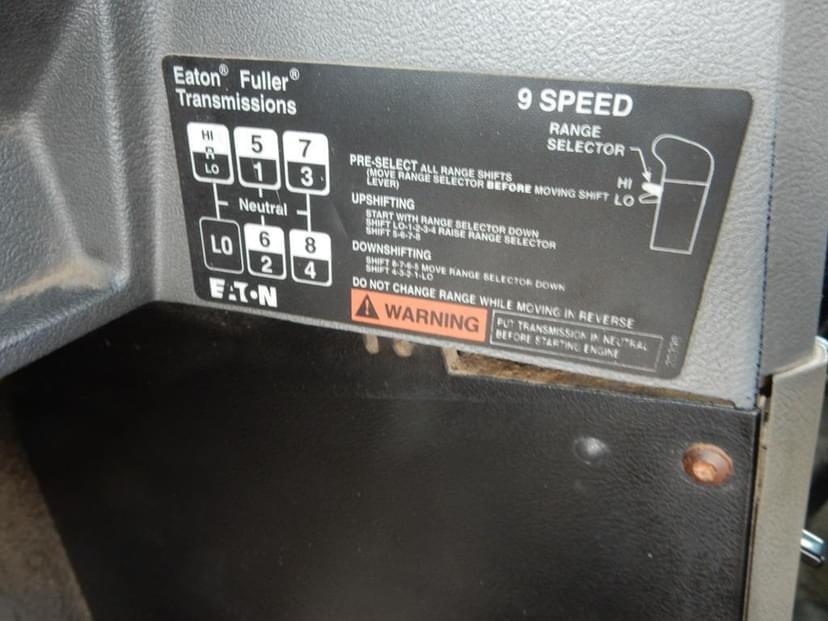 Eaton® Fuller®
Transmissions
9 SPEED
RANGE
SELECTOR
HI
LO
HI
R
LO
5
1
7
3
Neutral
LO
6
2
8
4
EATON
PRE-SELECT ALL RANGE SHIFTS
(MOVE RANGE SELECTOR BEFORE MOVING SHIFT
LEVER)
UPSHIFTING
START WITH RANGE SELECTOR DOWN
SHIFT LO-1-2-3-4 RAISE RANGE SELECTOR
SHIFT 5-6-7-8
DOWNSHIFTING
SHIFT 8-7-6-5 MOVE RANGE SELECTOR DOWN
SHIFT 4-3-2-1-LO
DO NOT CHANGE RANGE WHILE MOVING IN REVERSE
WARNING
PUT TRANSMISSION IN NEUTRAL
BEFORE STARTING ENGINE